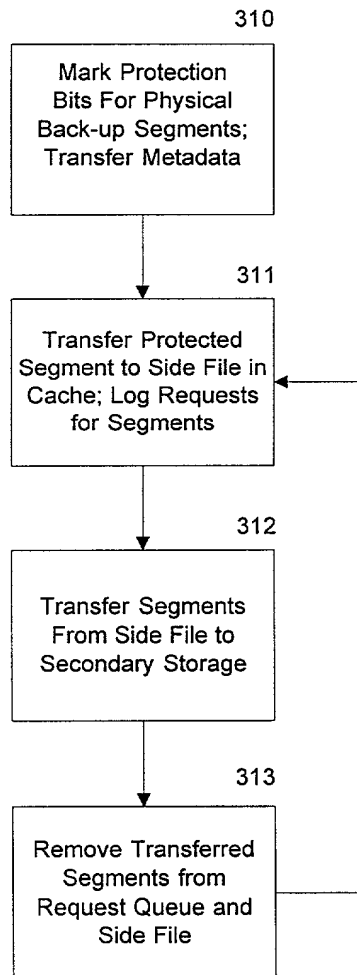 310
Mark Protection
Bits For Physical
Back-up Segments;
Transfer Metadata
311
Transfer Protected
Segment to Side File in
Cache; Log Requests
for Segments
312
Transfer Segments
From Side File to
Secondary Storage
313
Remove Transferred
Segments from
Request Queue and
Side File